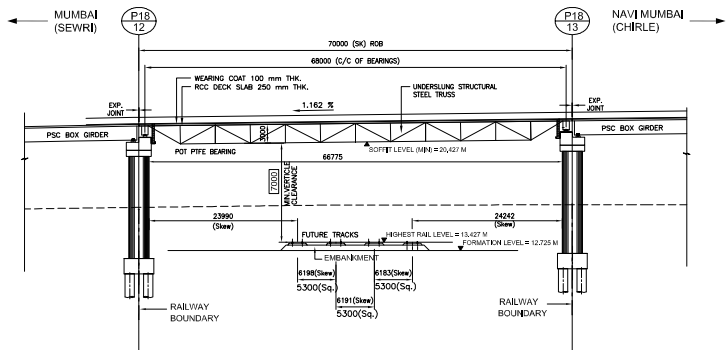 MUMBAI
(SEWRI)
P18
12
P18
13
NAVI MUMBAI
(CHIRLE)
70000 (SK) ROB
68000 (C/C OF BEARINGS)
WEARING COAT 100 mm THK.
RCC DECK SLAB 250 mm THK.
UNDERSLUNG STRUCTURAL
STEEL TRUSS
EXP.
JOINT
1.162 %
EXP.
JOINT
PSC BOX GIRDER
3000
PSC BOX GIRDER
POT PTFE BEARING
SOFFIT LEVEL (MIN) = 20,427 M
66775
7000
MIN.VERTICLE
CLEARANCE
23990
(Skew)
24242
(Skew)
FUTURE TRACKS
HIGHEST RAIL LEVEL = 13,427 M
FORMATION LEVEL = 12.725 M
EMBANKMENT
6198(Skew)
6183(Skew)
5300(Sq.)
5300(Sq.)
6191(Skew)
5300(Sq.)
RAILWAY
BOUNDARY
RAILWAY
BOUNDARY